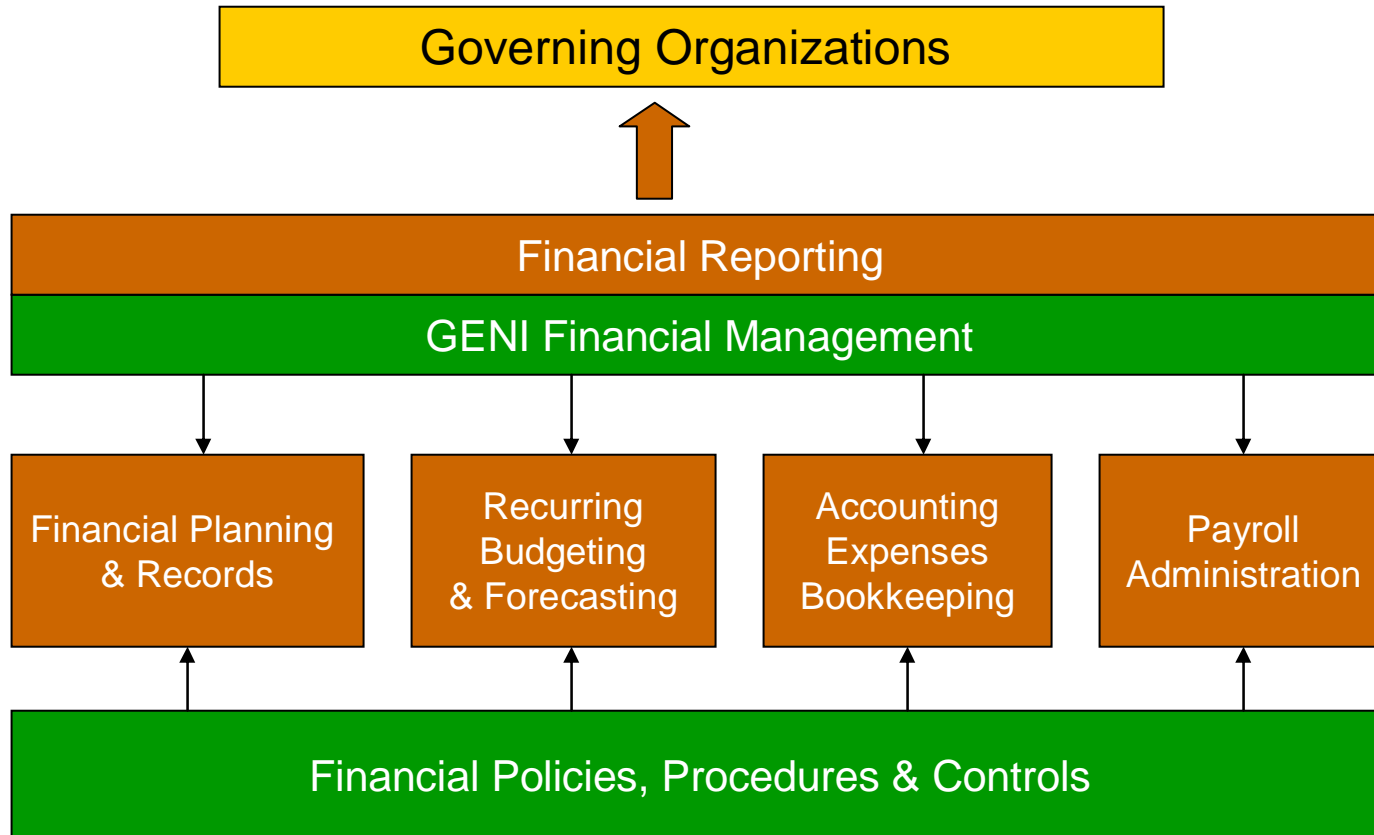 Governing Organizations
Financial Reporting
GENI Financial Management
Financial Planning
& Records
Recurring
Budgeting
& Forecasting
Accounting
Expenses
Bookkeeping
Payroll
Administration
Financial Policies, Procedures & Controls